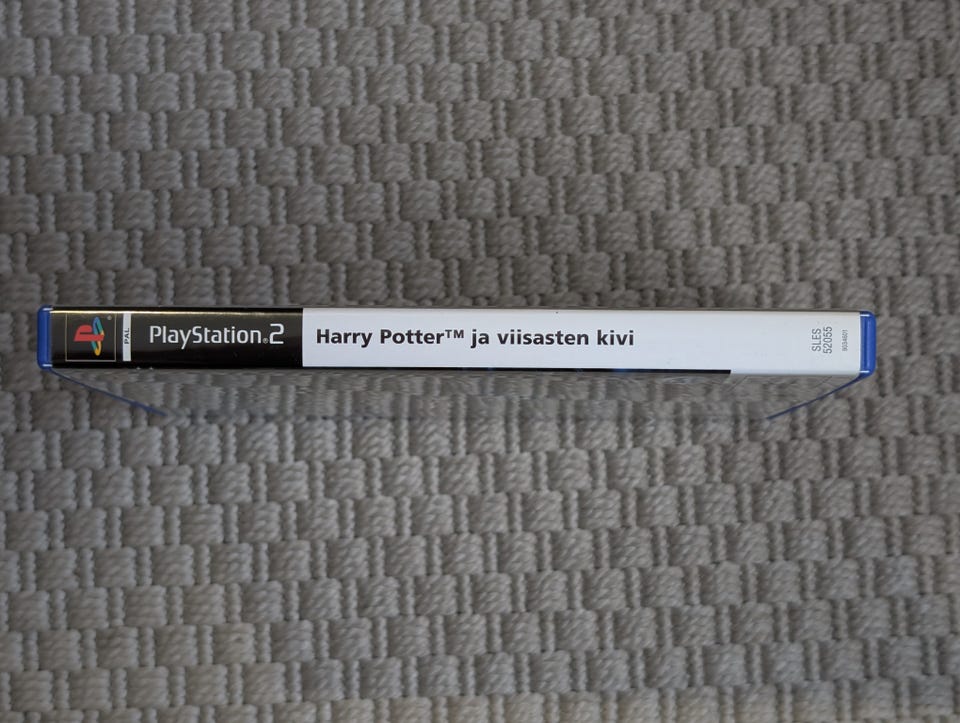 PAL
PlayStation®2
Harry Potter™ ja viisasten kivi
SLES
52055